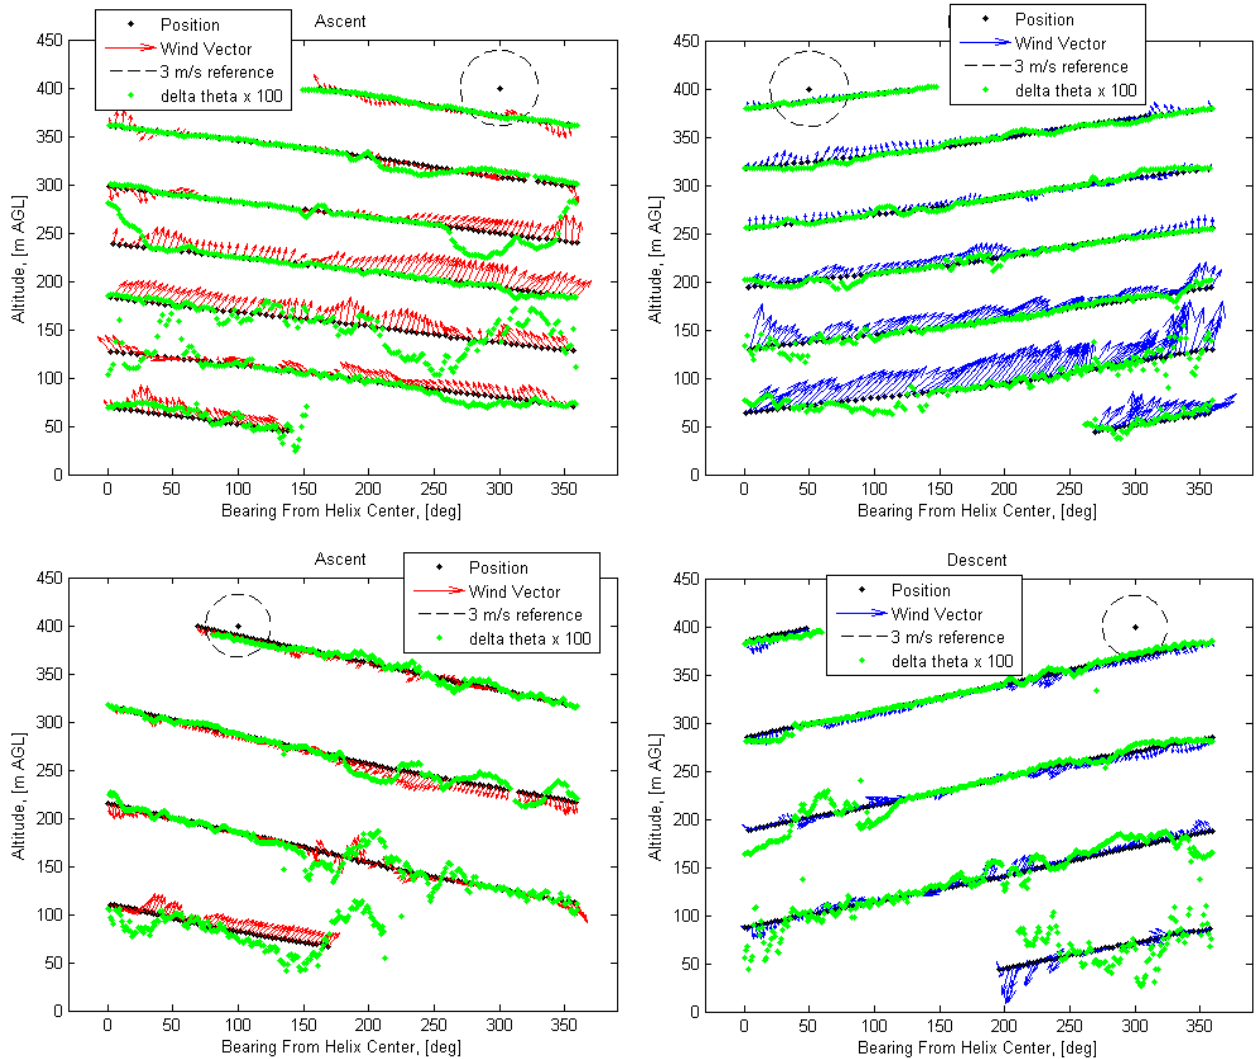 Ascent
Position
Wind Vector
3 m/s reference
delta theta x 100
450
400
350
300
250
200
150
100
50
0
Altitude, [m AGL]
0 50 100 150 200 250 300 350
Bearing From Helix Center, [deg]
Position
Wind Vector
3 m/s reference
delta theta x 100
450
400
350
300
250
200
150
100
50
0
Altitude, [m AGL]
0 50 100 150 200 250 300 350
Bearing From Helix Center, [deg]
Ascent
Position
Wind Vector
3 m/s reference
delta theta x 100
450
400
350
300
250
200
150
100
50
0
Altitude, [m AGL]
0 50 100 150 200 250 300 350
Bearing From Helix Center, [deg]
Descent
Position
Wind Vector
3 m/s reference
delta theta x 100
450
400
350
300
250
200
150
100
50
0
Altitude, [m AGL]
0 50 100 150 200 250 300 350
Bearing From Helix Center, [deg]